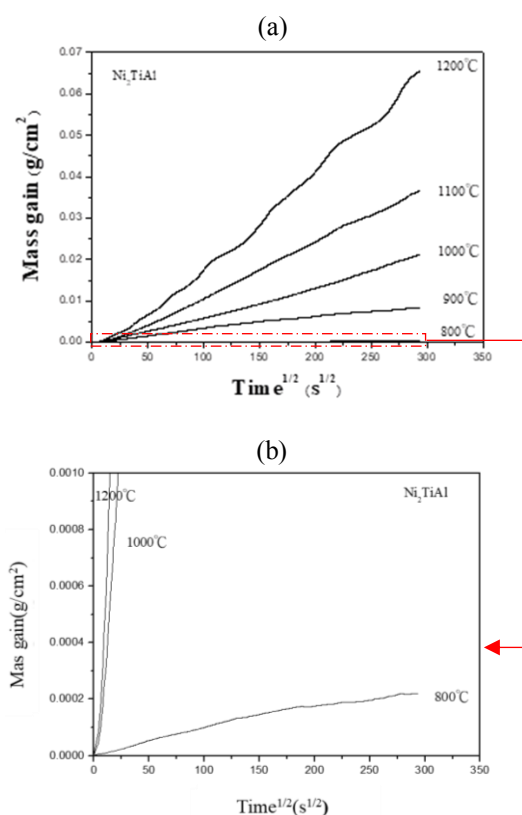 (a)
0.07
0.06
0.05
0.04
0.03
0.02
0.01
0.00
Mass gain (g/cm²)
Ni₂TiAl
1200℃
1100℃
1000℃
900℃
800℃
0 50 100 150 200 250 300 350
Time¹/² (s¹/²)
(b)
0.0010
0.0008
0.0006
0.0004
0.0002
0.0000
Mas gain(g/cm²)
1200℃
1000℃
Ni₂TiAl
800℃
0 50 100 150 200 250 300 350
Time¹/²(s¹/²)